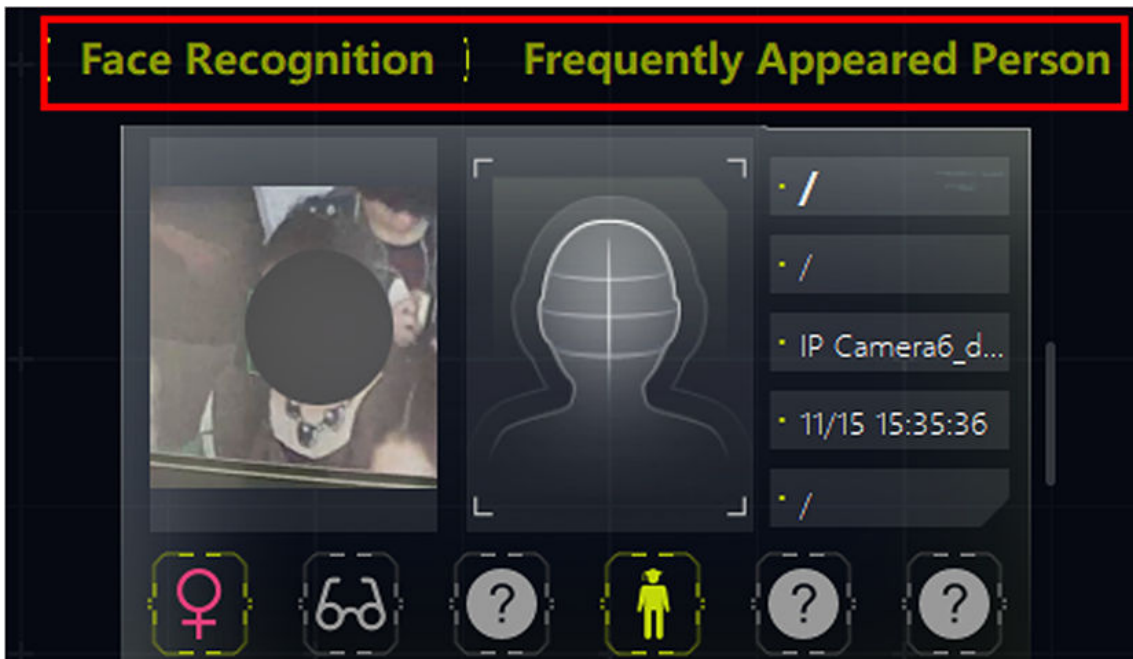 Face Recognition
Frequently Appeared Person
/
/
IP Camera6_d...
11/15 15:35:36
/
? ? ?